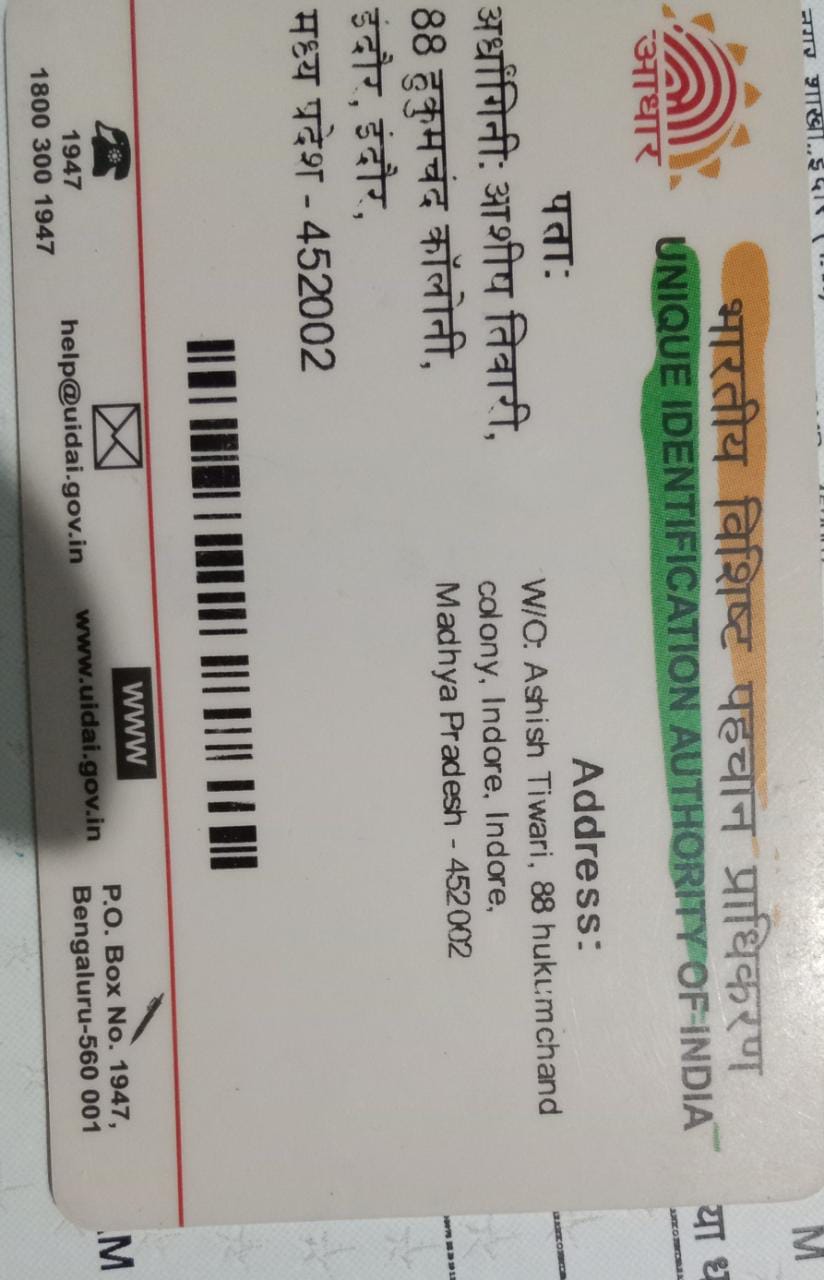 आधार
भारतीय विशिष्ट पहचान प्राधिकरण
UNIQUE IDENTIFICATION AUTHORITY OF INDIA
पता:
अर्धांगिनी: आशीष तिवारी,
88 हुकुमचंद कॉलोनी,
इंदौर, इंदौर,
मध्य प्रदेश - 452002
Address:
W/O: Ashish Tiwari, 88 hukumchand
colony, Indore, Indore,
Madhya Pradesh - 452002
1947
1800 300 1947
help@uidai.gov.in
WWW
www.uidai.gov.in
P.O. Box No. 1947,
Bengaluru-560 001